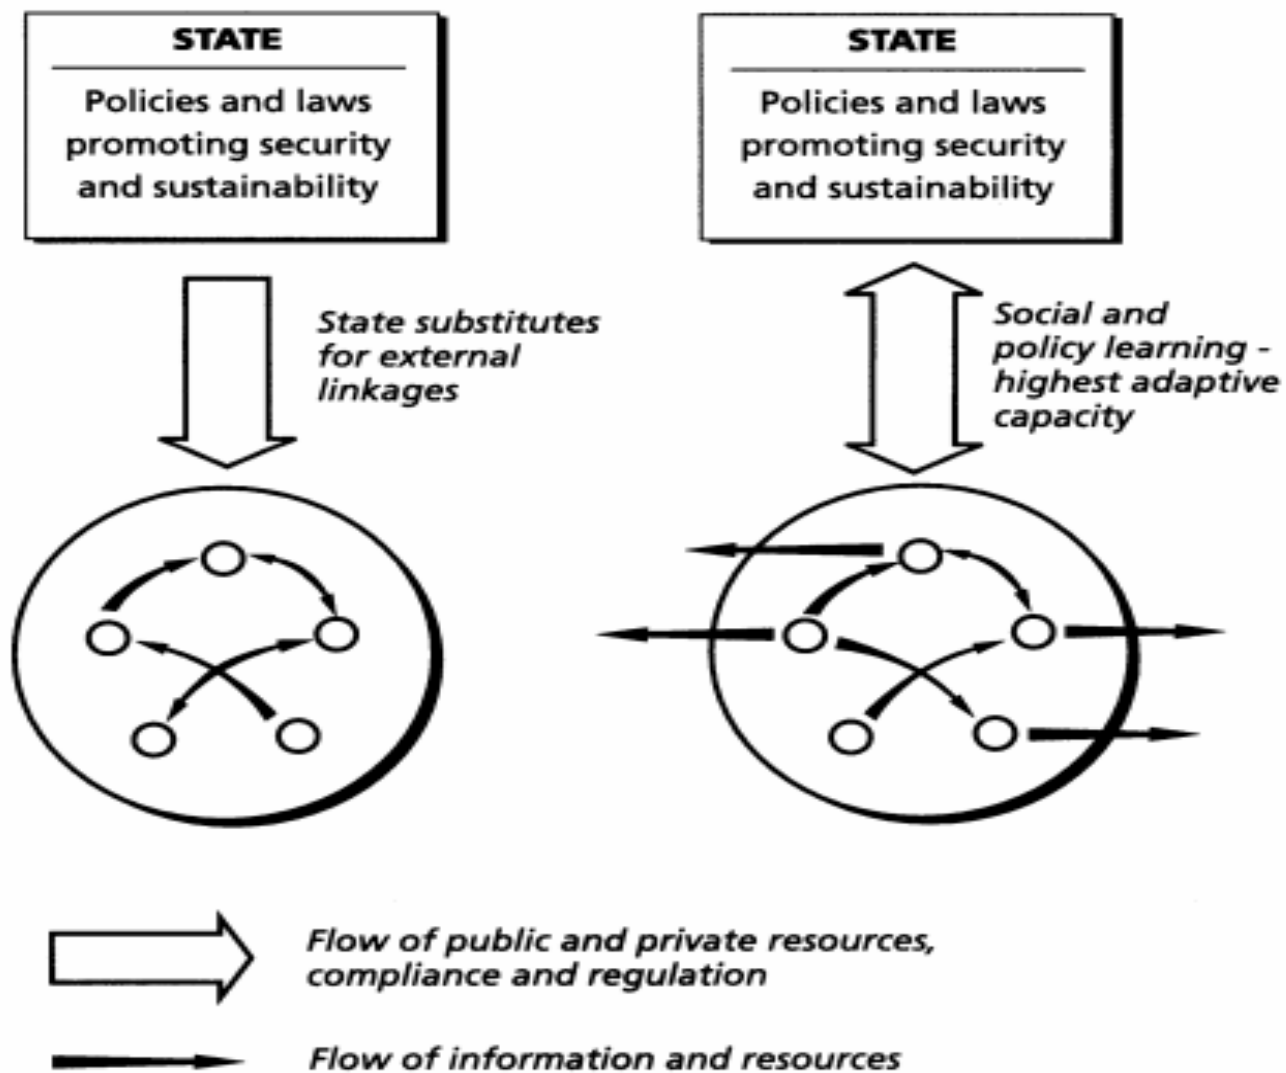 STATE
Policies and laws
promoting security
and sustainability
State substitutes
for external
linkages
STATE
Policies and laws
promoting security
and sustainability
Social and
policy learning -
highest adaptive
capacity
Flow of public and private resources,
compliance and regulation
Flow of information and resources